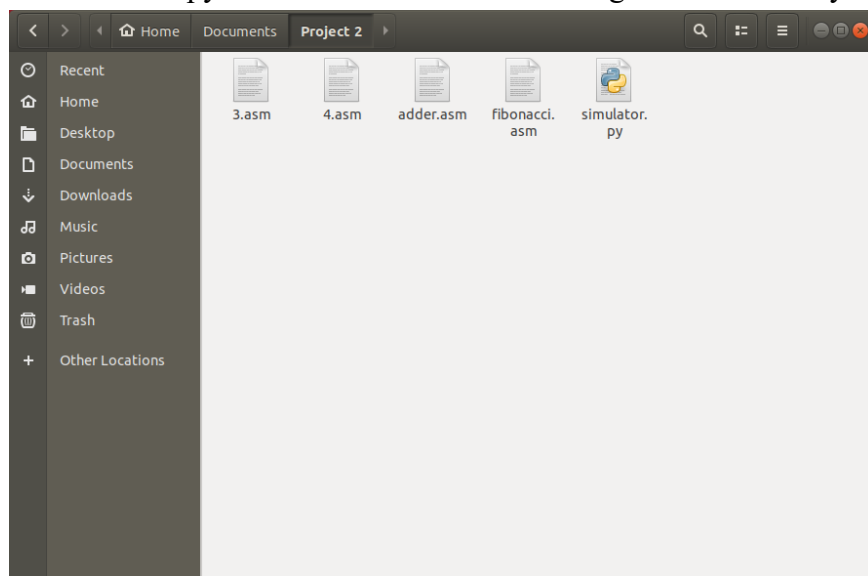 py
Home Documents Project 2
Recent
Home
Desktop
Documents
Downloads
Music
Pictures
Videos
Trash
Other Locations
3.asm 4.asm adder.asm fibonacci. simulator.
asm py